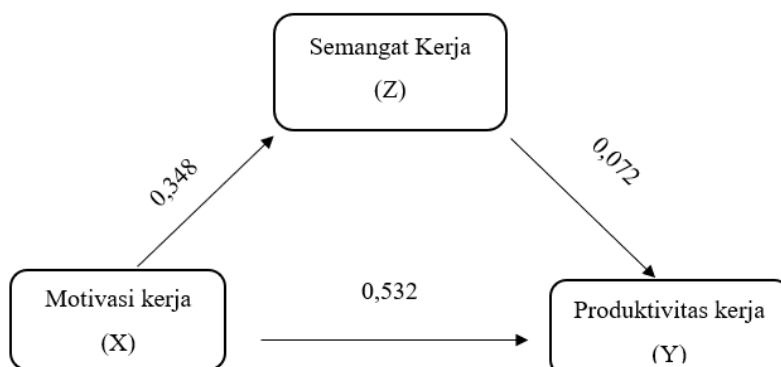 Semangat Kerja
(Z)
0,348
0,072
Motivasi kerja
(X)
0,532
Produktivitas kerja
(Y)